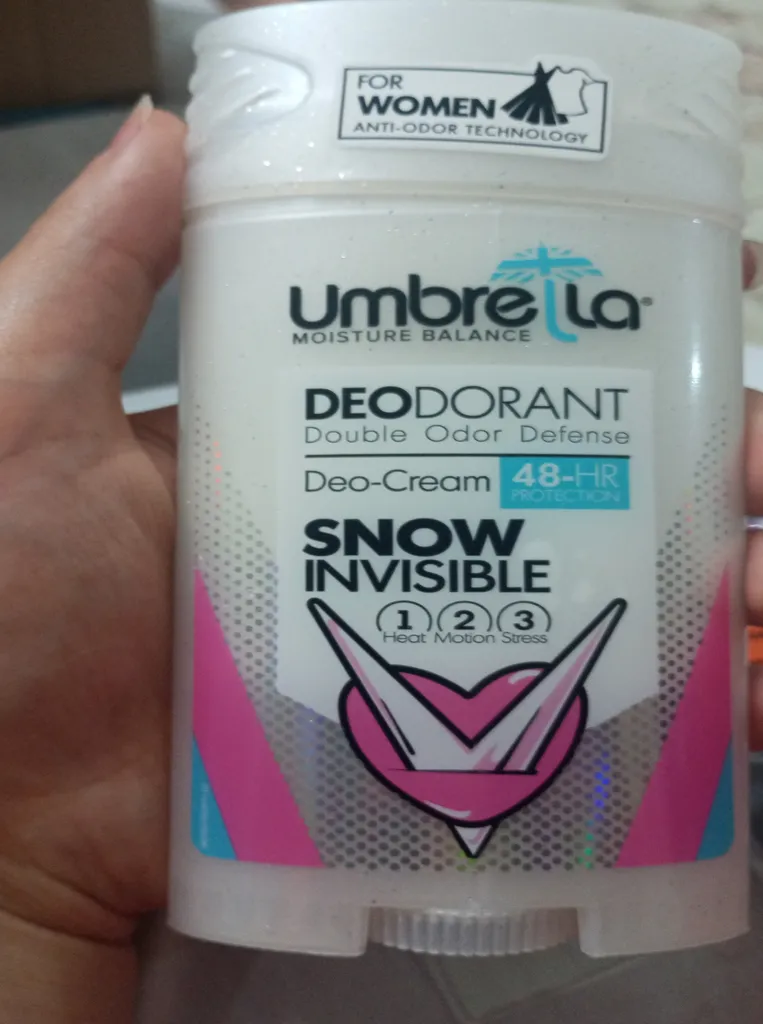 FOR
WOMEN
ANTI-ODOR TECHNOLOGY
umbrella®
MOISTURE BALANCE
DEODORANT
Double Odor Defense
Deo-Cream 48-HR
PROTECTION
SNOW
INVISIBLE
1 2 3
Heat Motion Stress